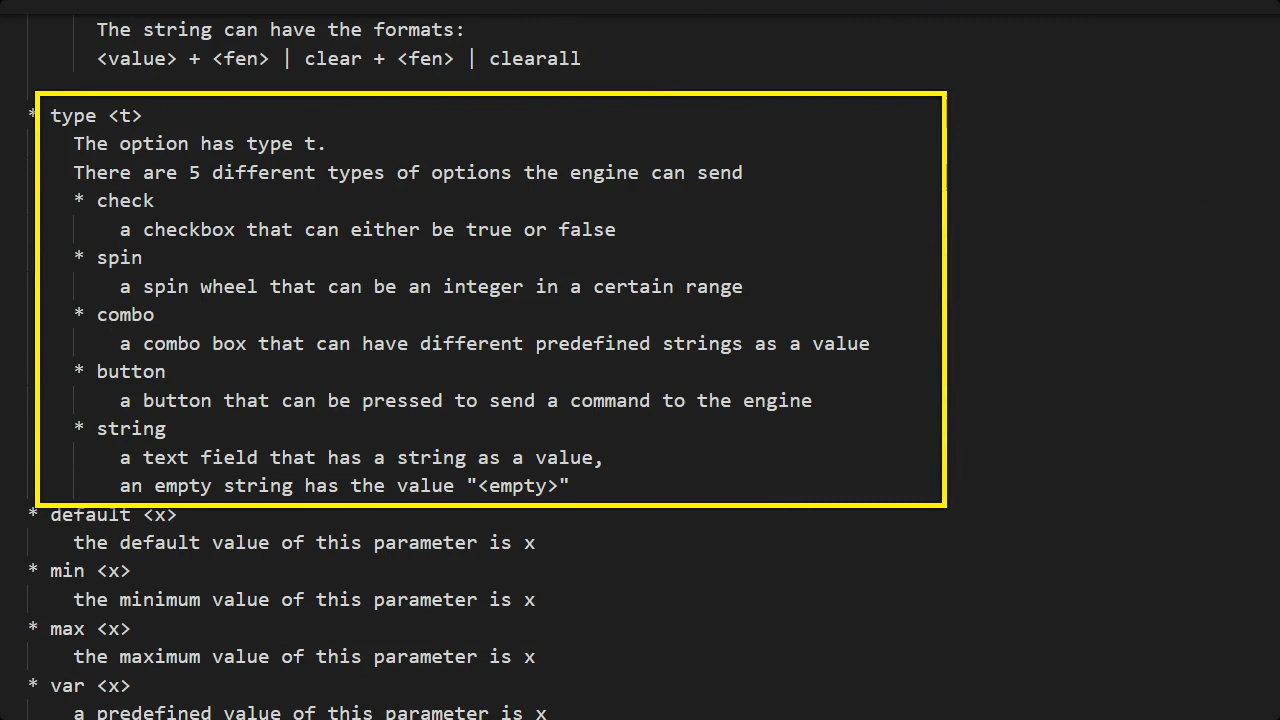 The string can have the formats:
<value> + <fen> | clear + <fen> | clearall
* type <t>
The option has type t.
There are 5 different types of options the engine can send
* check
a checkbox that can either be true or false
* spin
a spin wheel that can be an integer in a certain range
* combo
a combo box that can have different predefined strings as a value
* button
a button that can be pressed to send a command to the engine
* string
a text field that has a string as a value,
an empty string has the value "<empty>"
* default <x>
the default value of this parameter is x
* min <x>
the minimum value of this parameter is x
* max <x>
the maximum value of this parameter is x
* var <x>
a predefined value of this parameter is x